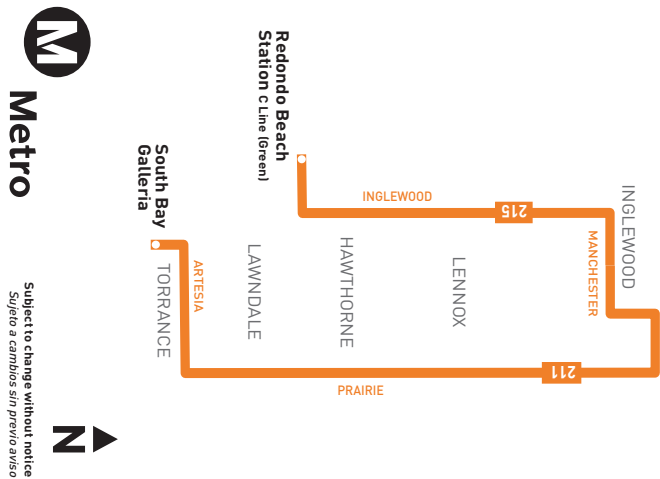 M
Metro
Redondo Beach
Station C Line (Green)
South Bay
Galleria
INGLEWOOD
215
INGLEWOOD
MANCHESTER
LENNOX
HAWTHORNE
LAWNDALE
ARTESIA
TORRANCE
211
PRAIRIE
N
Subject to change without notice
Sujeto a cambios sin previo aviso